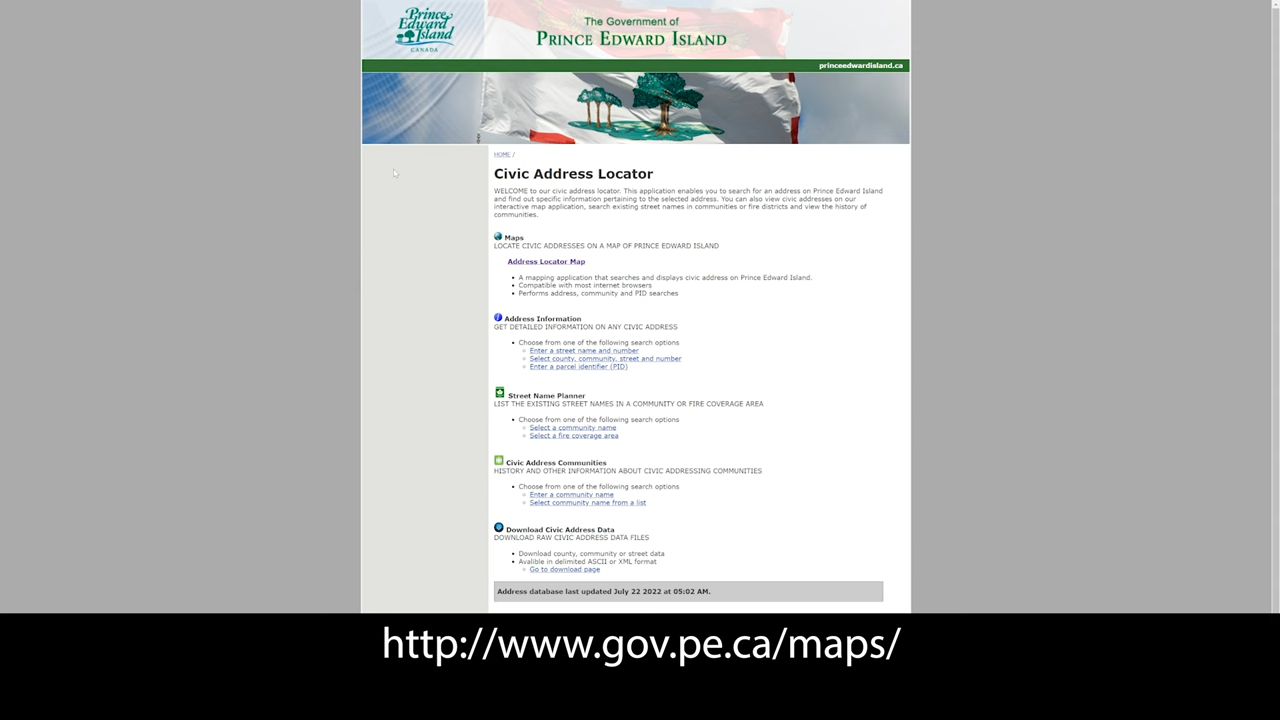 Prince
Edward
Island
CANADA
The Government of
PRINCE EDWARD ISLAND
princeedwardisland.ca
HOME /
Civic Address Locator
WELCOME to our civic address locator. This application enables you to search for an address on Prince Edward Island
and find out specific information pertaining to the selected address. You can also view civic addresses on our
interactive map application, search existing street names in communities or fire districts and view the history of
communities.
Maps
LOCATE CIVIC ADDRESSES ON A MAP OF PRINCE EDWARD ISLAND
Address Locator Map
A mapping application that searches and displays civic address on Prince Edward Island.
Compatible with most internet browsers
Performs address, community and PID searches
Address Information
GET DETAILED INFORMATION ON ANY CIVIC ADDRESS
Choose from one of the following search options
Enter a street name and number
Select county, community, street and number
Enter a parcel identifier (PID)
Street Name Planner
LIST THE EXISTING STREET NAMES IN A COMMUNITY OR FIRE COVERAGE AREA
Choose from one of the following search options
Select a community name
Select a fire coverage area
Civic Address Communities
HISTORY AND OTHER INFORMATION ABOUT CIVIC ADDRESSING COMMUNITIES
Choose from one of the following search options
Enter a community name
Select community name from a list
Download Civic Address Data
DOWNLOAD RAW CIVIC ADDRESS DATA FILES
Download county, community or street data
Avalible in delimited ASCII or XML format
Go to download page
Address database last updated July 22 2022 at 05:02 AM.
http://www.gov.pe.ca/maps/